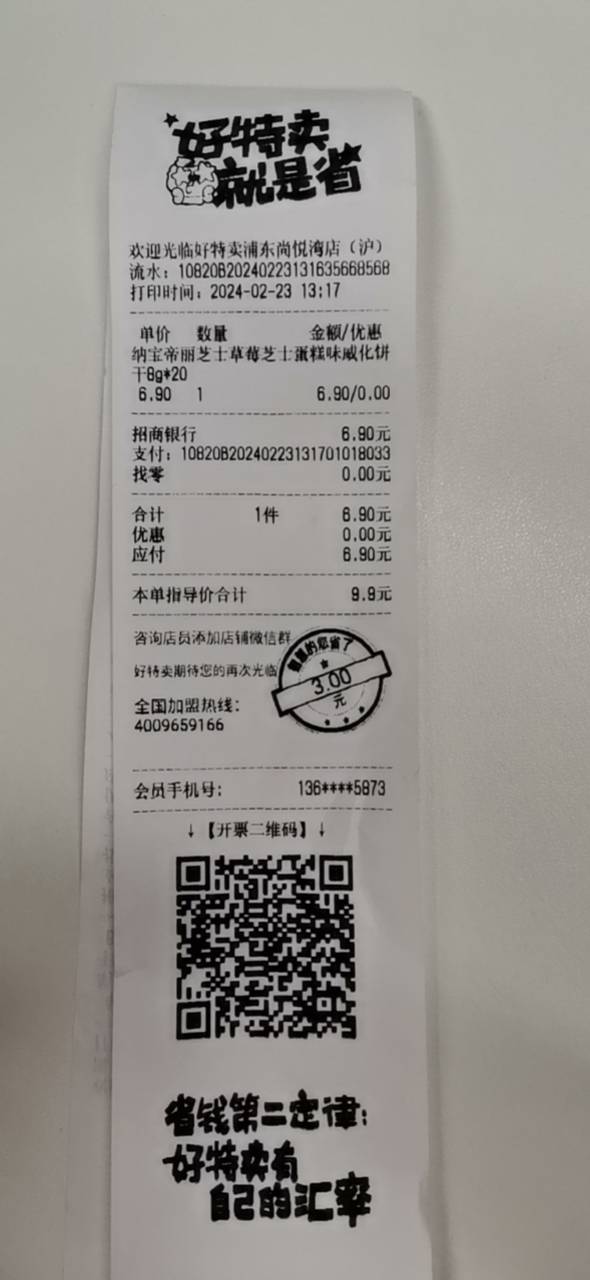 好特卖
就是省
欢迎光临好特卖浦东尚悦湾店（沪）
流水：10820B20240223131635668568
打印时间：2024-02-23 13:17
单价 数量 金额/优惠
纳宝帝丽芝士草莓芝士蛋糕味威化饼
干8g*20
6.90 1 6.90/0.00
招商银行 6.90元
支付：10820B20240223131701018033
找零 0.00元
合计 1件 6.90元
优惠 0.00元
应付 6.90元
本单指导价合计 9.9元
咨询店员添加店铺微信群
好特卖期待您的再次光临
的您省了
3.00
元
全国加盟热线：
4009659166
会员手机号： 136****5873
↓【开票二维码】↓
省钱第二定律：
好特卖有
自己的汇率